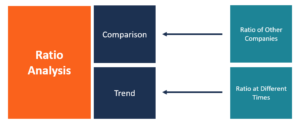 Ratio
Analysis
Comparison
Ratio of Other
Companies
Trend
Ratio at Different
Times